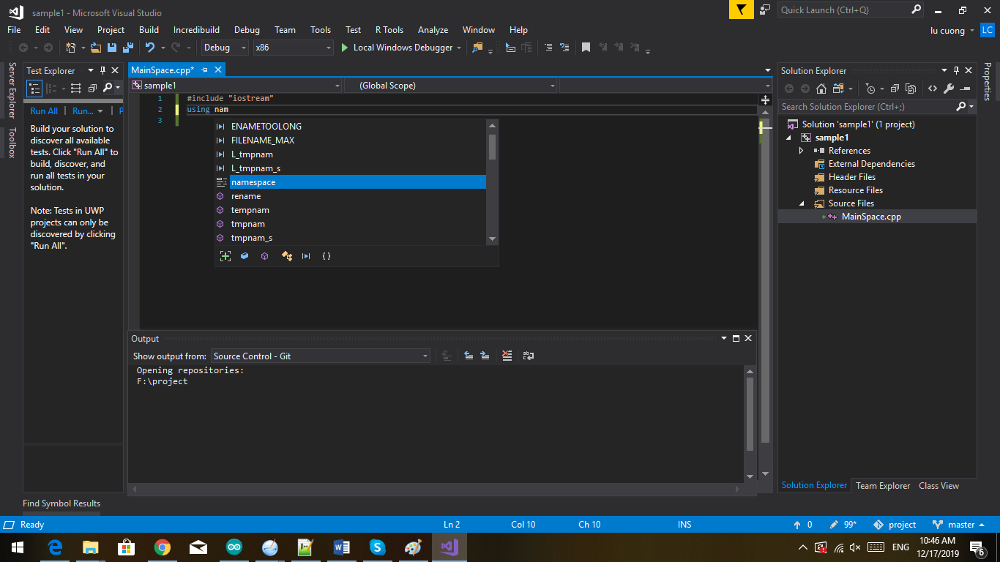 sample1 - Microsoft Visual Studio
Quick Launch (Ctrl+Q)
File Edit View Project Build Incredibuild Debug Team Tools Test R Tools Analyze Window Help
lu cuong LC
Debug x86 Local Windows Debugger
Server Explorer
Toolbox
Test Explorer
Run All Run... P
Build your solution to
discover all available
tests. Click "Run All" to
build, discover, and
run all tests in your
solution.
Note: Tests in UWP
projects can only be
discovered by clicking
"Run All".
MainSpace.cpp*
sample1 (Global Scope)
1 #include "iostream"
2 using nam
3
ENAMETOOLONG
FILENAME_MAX
L_tmpnam
L_tmpnam_s
namespace
rename
tempnam
tmpnam
tmpnam_s
Output
Show output from: Source Control - Git
Opening repositories:
F:\project
Solution Explorer
Search Solution Explorer (Ctrl+;)
Solution 'sample1' (1 project)
sample1
References
External Dependencies
Header Files
Resource Files
Source Files
MainSpace.cpp
Solution Explorer Team Explorer Class View
Properties
Find Symbol Results
Ready Ln 2 Col 10 Ch 10 INS 0 99* project master
ENG
10:46 AM
12/17/2019
6